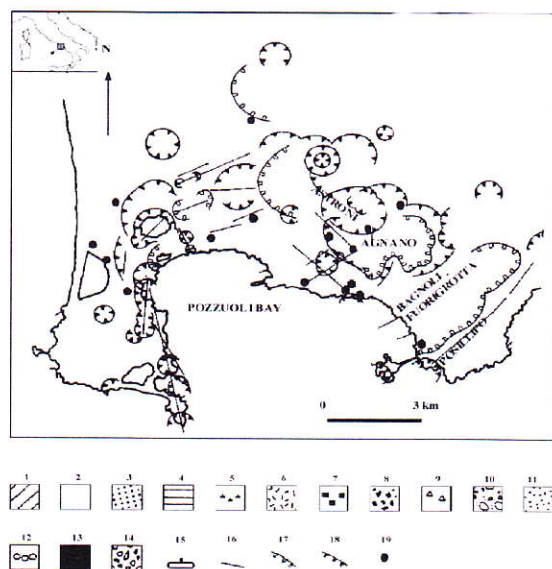 N
ASTRONI
AGNANO
BAGNOLI
FUORIGROTTA
POSILLIPO
POZZUOLI BAY
0 3 km
1 2 3 4 5 6 7 8 9 10 11
12 13 14 15 16 17 18 19